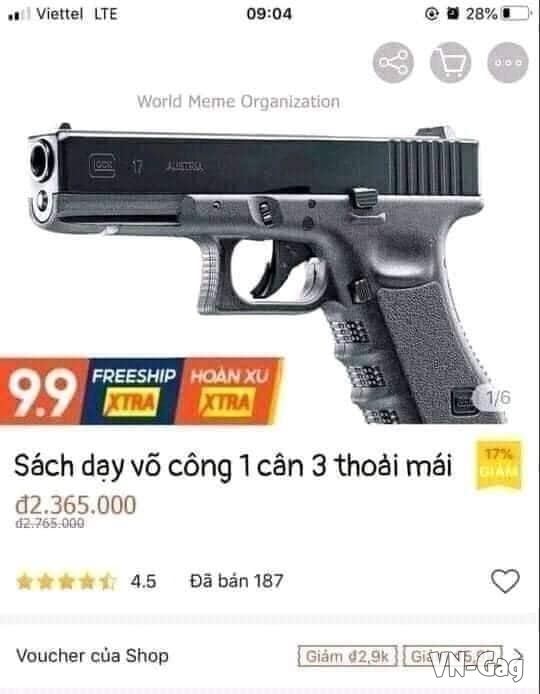 Viettel LTE 09:04 28%
World Meme Organization
GLOCK 17 AUSTRIA
9.9 FREESHIP XTRA HOÀN XU XTRA
1/6
Sách dạy võ công 1 cân 3 thoải mái
17% GIẢM
đ2.365.000
đ2.765.000
4.5 Đã bán 187
Voucher của Shop Giảm đ2,9k
VN-Gag